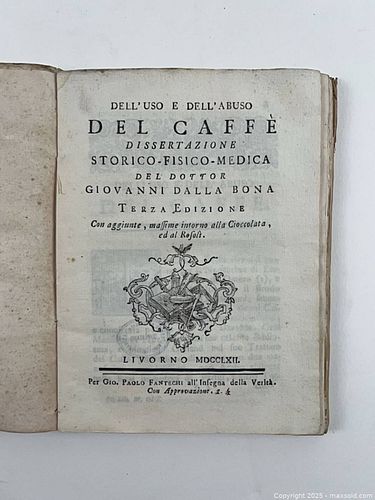 DELL'USO E DELL'ABUSO
DEL CAFFÈ
DISSERTAZIONE
STORICO-FISICO-MEDICA
DEL DOTTOR
GIOVANNI DALLA BONA
TERZA EDIZIONE
Con aggiunte, massime intorno alla Cioccolata,
ed al Rosolì.
LIVORNO MDCCLXII.
Per GIO. PAOLO FANTECHI all'Insegna della Verità.
Con Approvazione.
Copyright 2025 - maxsold.com